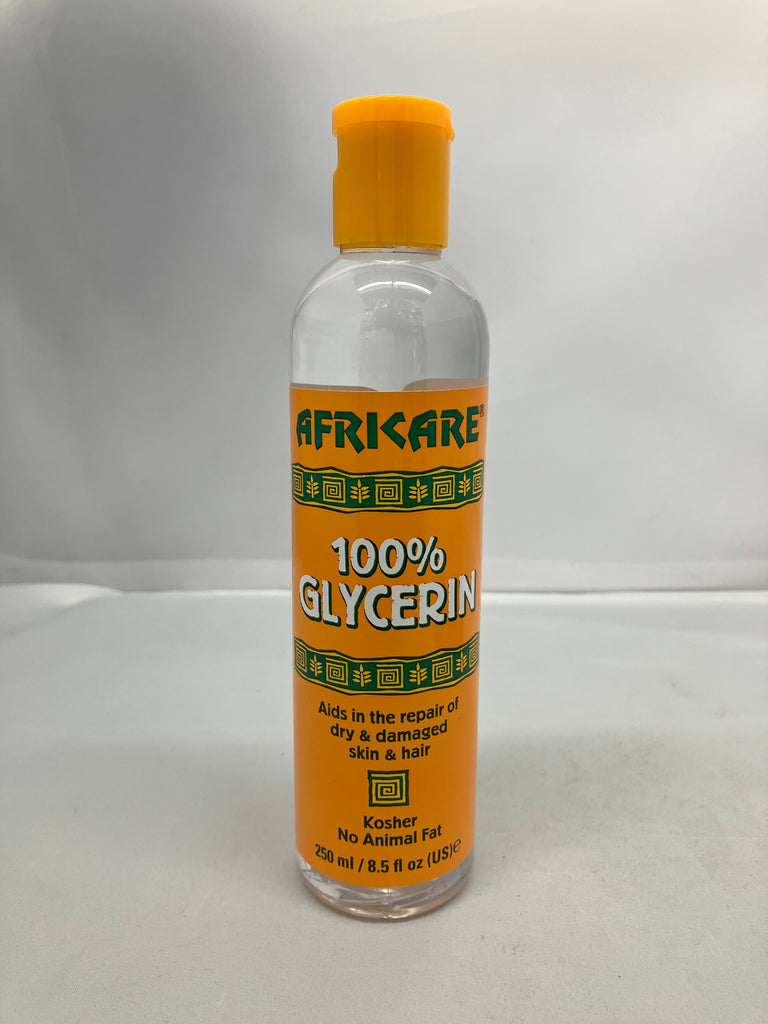 AFRICARE®
100%
GLYCERIN
Aids in the repair of
dry & damaged
skin & hair
Kosher
No Animal Fat
250 ml / 8.5 fl oz (US)℮